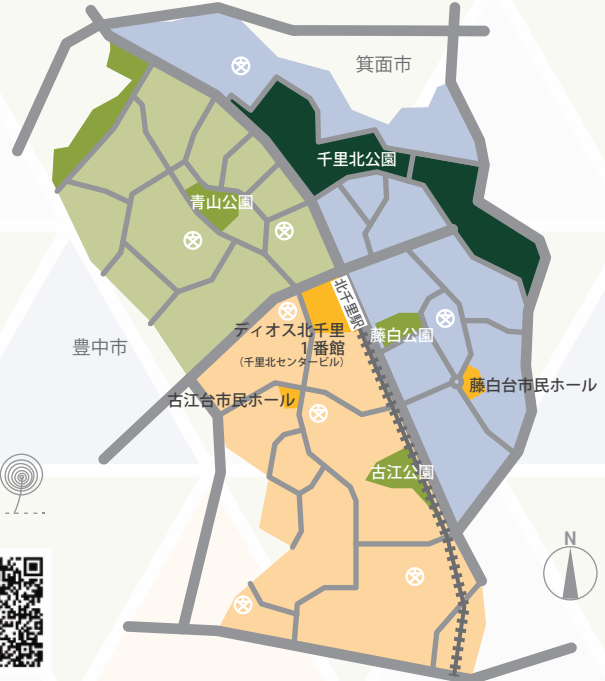 箕面市
千里北公園
青山公園
北千里駅
ディオス北千里
1番館
(千里北センタービル)
藤白公園
豊中市
藤白台市民ホール
古江台市民ホール
古江公園
N